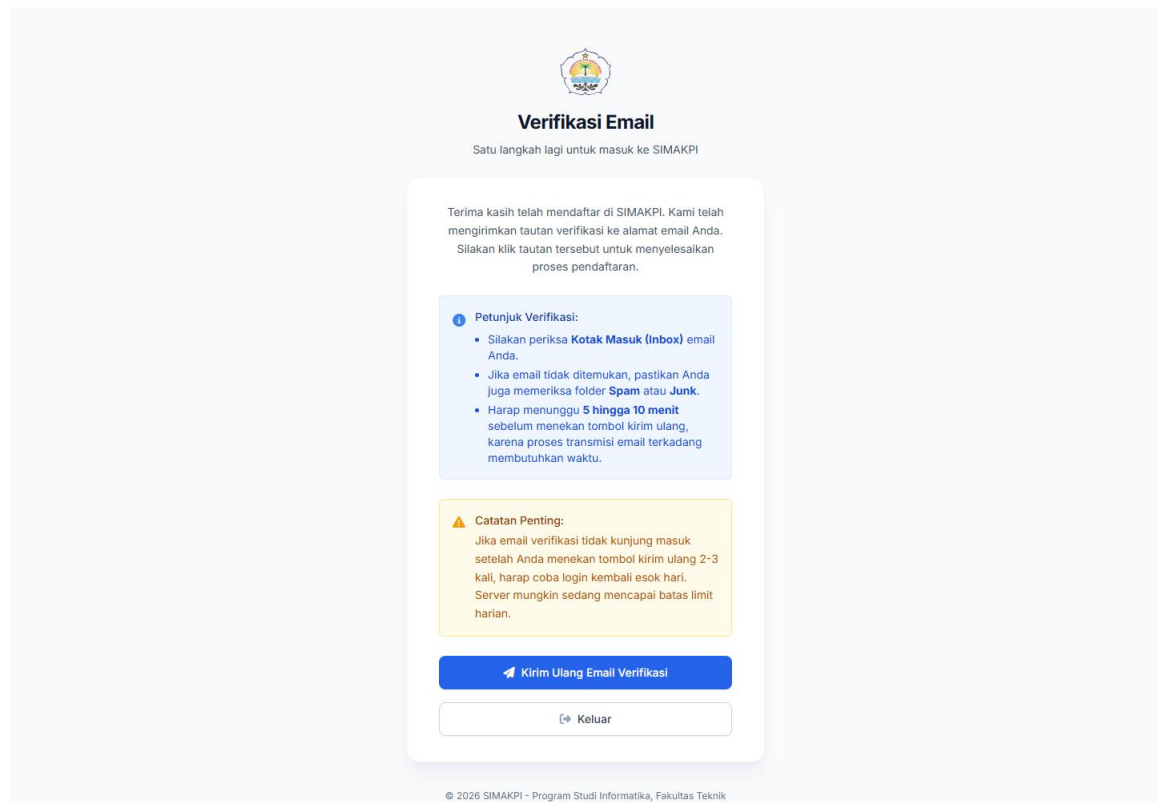 Verifikasi Email
Satu langkah lagi untuk masuk ke SIMAKPI
Terima kasih telah mendaftar di SIMAKPI. Kami telah
mengirimkan tautan verifikasi ke alamat email Anda.
Silakan klik tautan tersebut untuk menyelesaikan
proses pendaftaran.
Petunjuk Verifikasi:
• Silakan periksa Kotak Masuk (Inbox) email
Anda.
• Jika email tidak ditemukan, pastikan Anda
juga memeriksa folder Spam atau Junk.
• Harap menunggu 5 hingga 10 menit
sebelum menekan tombol kirim ulang,
karena proses transmisi email terkadang
membutuhkan waktu.
Catatan Penting:
Jika email verifikasi tidak kunjung masuk
setelah Anda menekan tombol kirim ulang 2-3
kali, harap coba login kembali esok hari.
Server mungkin sedang mencapai batas limit
harian.
Kirim Ulang Email Verifikasi
Keluar
© 2026 SIMAKPI - Program Studi Informatika, Fakultas Teknik